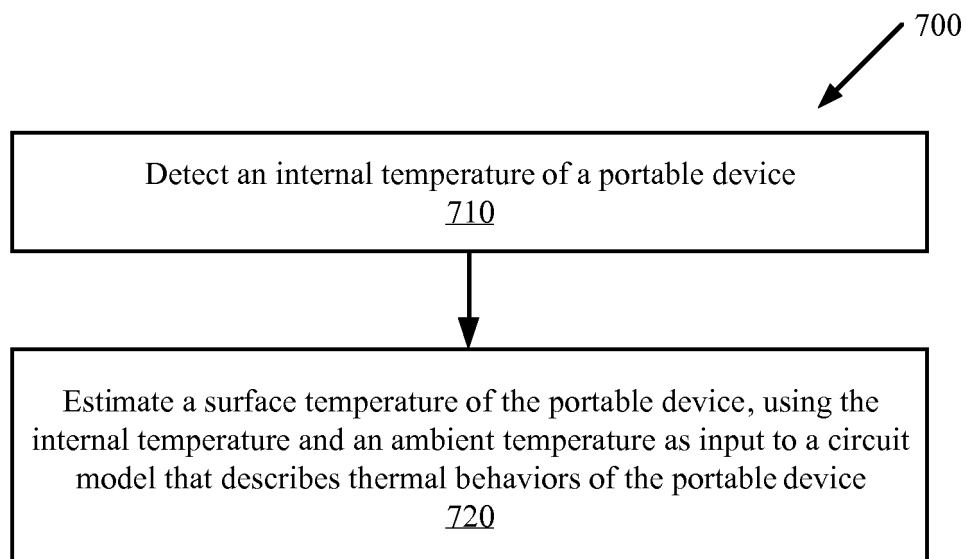 700
Detect an internal temperature of a portable device
710
Estimate a surface temperature of the portable device, using the
internal temperature and an ambient temperature as input to a circuit
model that describes thermal behaviors of the portable device
720